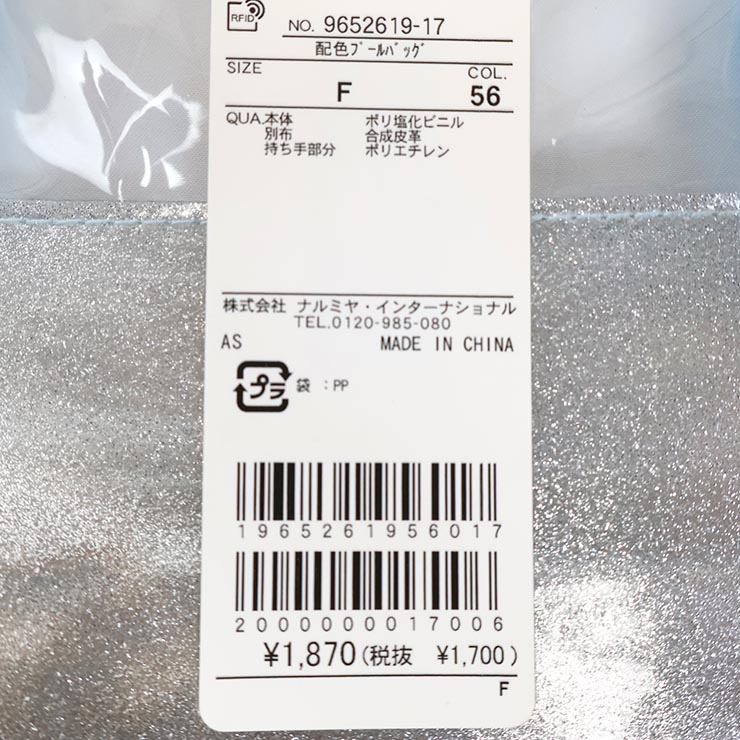 RFID
NO. 9652619-17
配色プールバッグ
SIZE COL.
F 56
QUA.本体 ポリ塩化ビニル
別布 合成皮革
持ち手部分 ポリエチレン
株式会社 ナルミヤ・インターナショナル
TEL.0120-985-080
AS MADE IN CHINA
プラ 袋 :PP
1965261956017
2000000017006
¥1,870(税抜 ¥1,700)
F